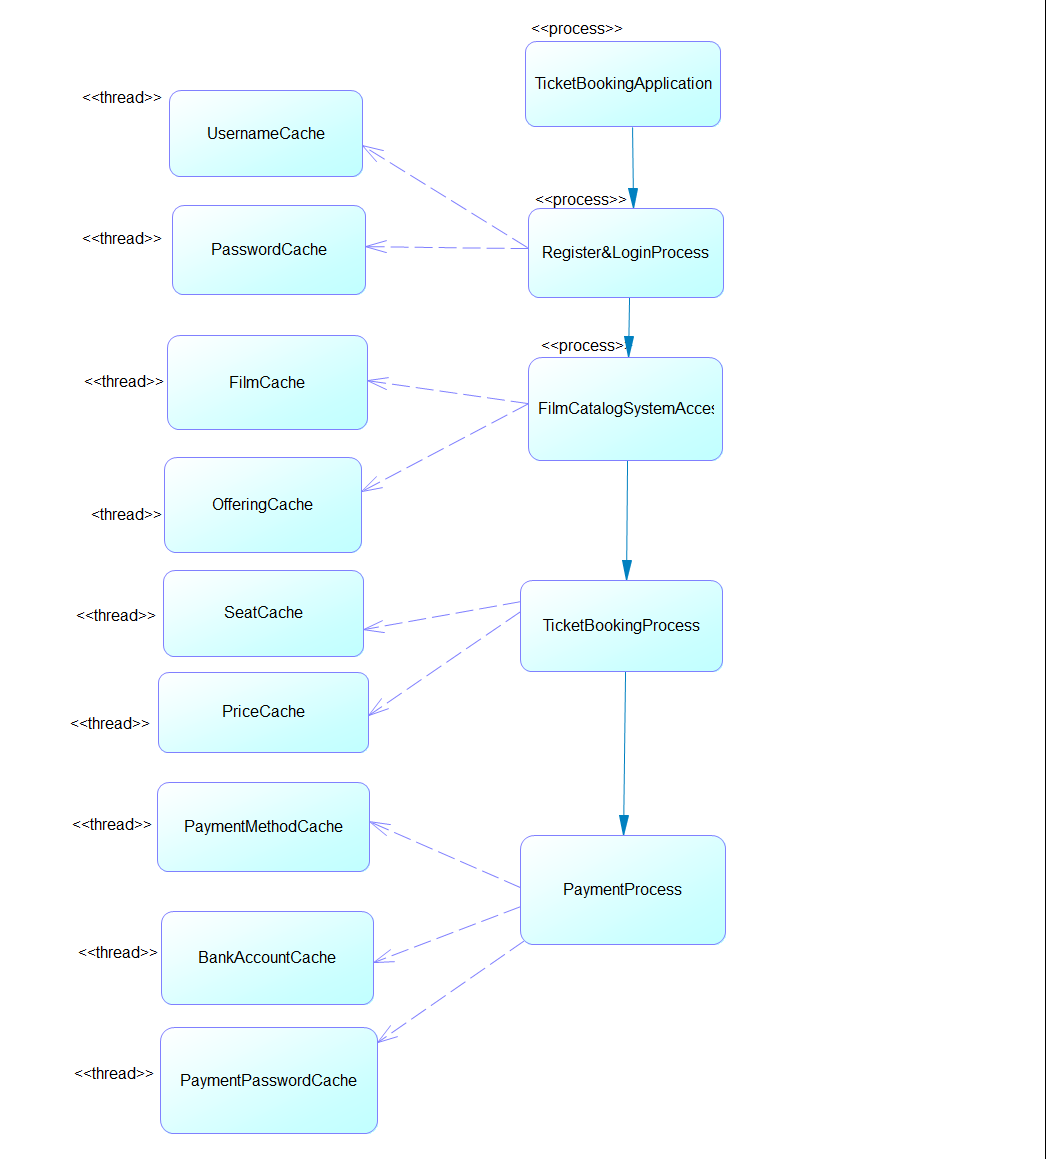 <<process>>
TicketBookingApplication
<<thread>>
UsernameCache
<<process>>
<<thread>>
PasswordCache
Register&LoginProcess
<<process>>
<<thread>>
FilmCache
FilmCatalogSystemAcces
<thread>>
OfferingCache
<<thread>>
SeatCache
TicketBookingProcess
<<thread>>
PriceCache
<<thread>>
PaymentMethodCache
PaymentProcess
<<thread>>
BankAccountCache
<<thread>>
PaymentPasswordCache